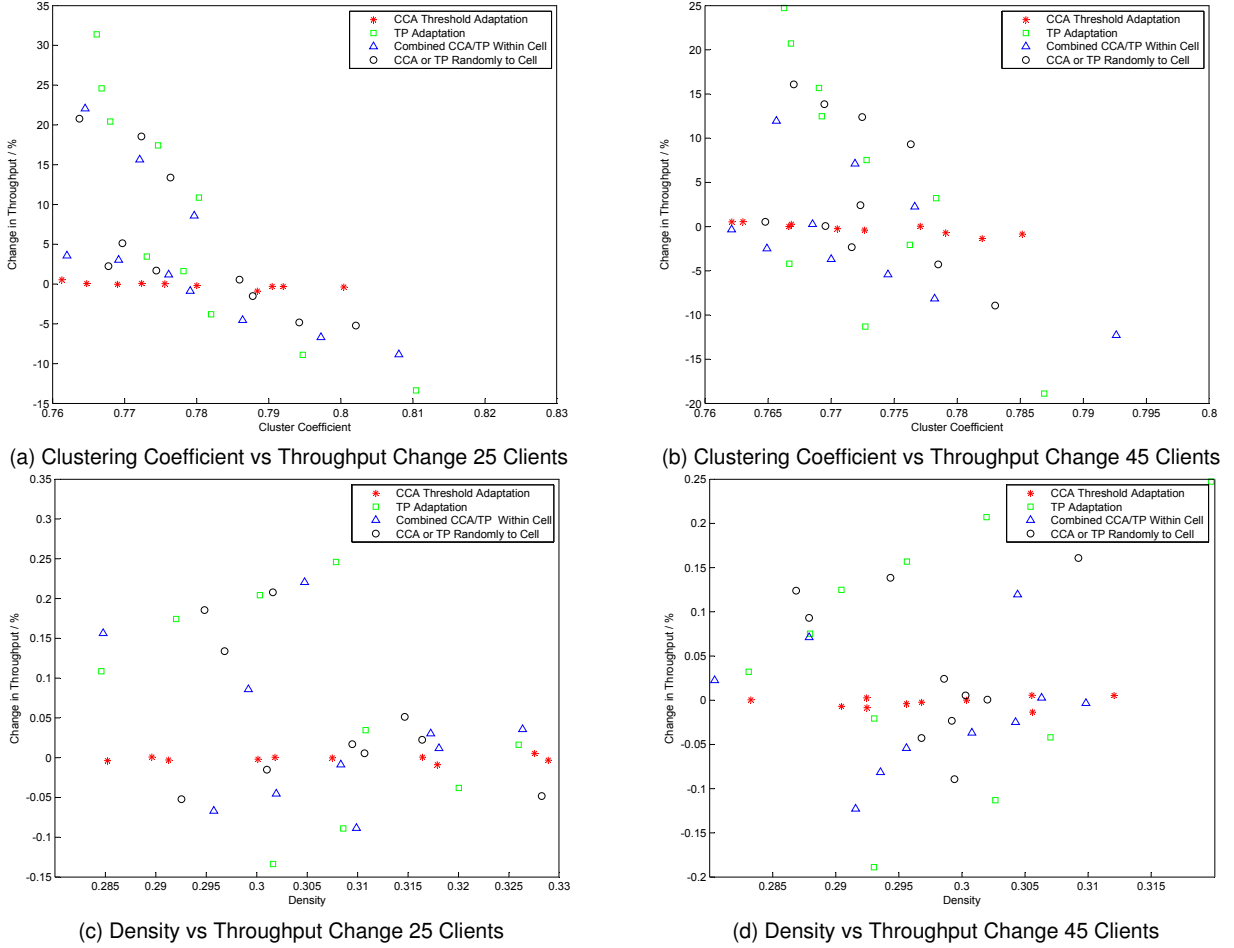 35
30
25
20
15
10
5
0
-5
-10
-15
Change in Throughput / %
CCA Threshold Adaptation
TP Adaptation
Combined CCA/TP Within Cell
CCA or TP Randomly to Cell
0.76 0.77 0.78 0.79 0.8 0.81 0.82 0.83
Cluster Coefficient
(a) Clustering Coefficient vs Throughput Change 25 Clients
25
20
15
10
5
0
-5
-10
-15
-20
Change in Throughput / %
CCA Threshold Adaptation
TP Adaptation
Combined CCA/TP Within Cell
CCA or TP Randomly to Cell
0.76 0.765 0.77 0.775 0.78 0.785 0.79 0.795 0.8
Cluster Coefficient
(b) Clustering Coefficient vs Throughput Change 45 Clients
0.35
0.3
0.25
0.2
0.15
0.1
0.05
0
-0.05
-0.1
-0.15
Change in Throughput / %
CCA Threshold Adaptation
TP Adaptation
Combined CCA/TP Within Cell
CCA or TP Randomly to Cell
0.285 0.29 0.295 0.3 0.305 0.31 0.315 0.32 0.325 0.33
Density
(c) Density vs Throughput Change 25 Clients
0.25
0.2
0.15
0.1
0.05
0
-0.05
-0.1
-0.15
-0.2
Change in Throughput / %
CCA Threshold Adaptation
TP Adaptation
Combined CCA/TP Within Cell
CCA or TP Randomly to Cell
0.285 0.29 0.295 0.3 0.305 0.31 0.315
Density
(d) Density vs Throughput Change 45 Clients